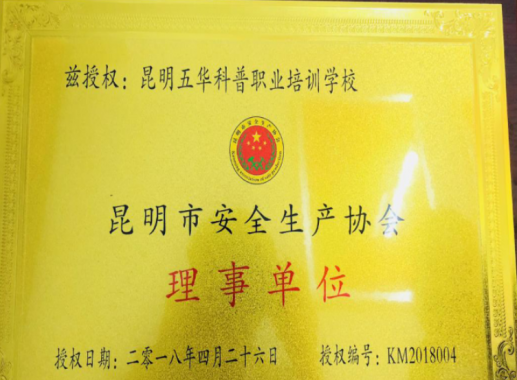 兹授权：昆明五华科普职业培训学校
昆明市安全生产协会
理事单位
授权日期：二零一八年四月二十六日
授权编号：KM2018004